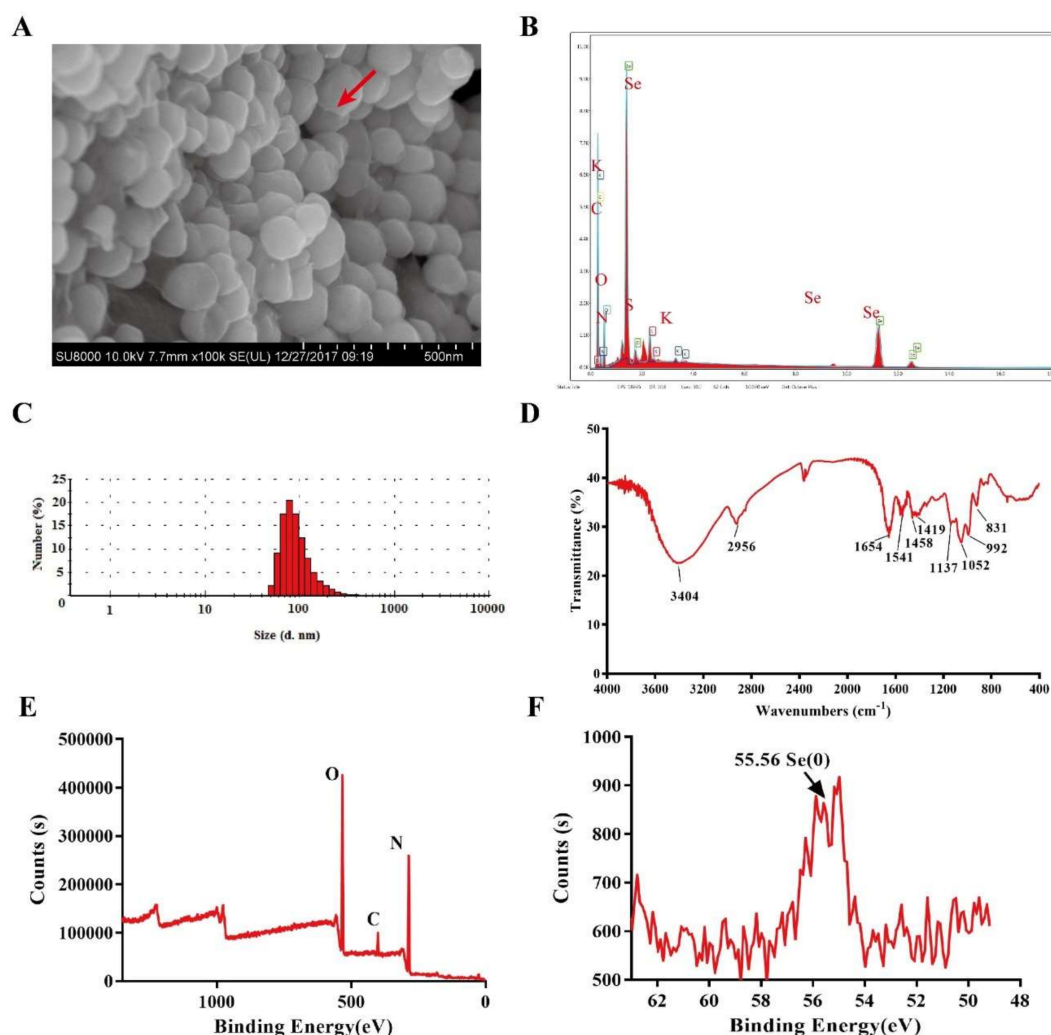 A
SU8000 10.0kV 7.7mm x100k SE(UL) 12/27/2017 09:19 500nm
B
Se
K
C
O
N
S
K
Se
Se
C
Number (%)
25
20
15
10
5
0
1 10 100 1000 10000
Size (d. nm)
D
Transmittance (%)
50
40
30
20
10
0
3404
2956
1654
1541
1458
1419
1137
1052
992
831
4000 3600 3200 2400 2000 1600 1200 800 400
Wavenumbers (cm-1)
E
Counts (s)
500000
400000
300000
200000
100000
0
O
N
C
1000 500 0
Binding Energy(eV)
F
Counts (s)
1000
900
800
700
600
500
55.56 Se(0)
62 60 58 56 54 52 50 48
Binding Energy(eV)